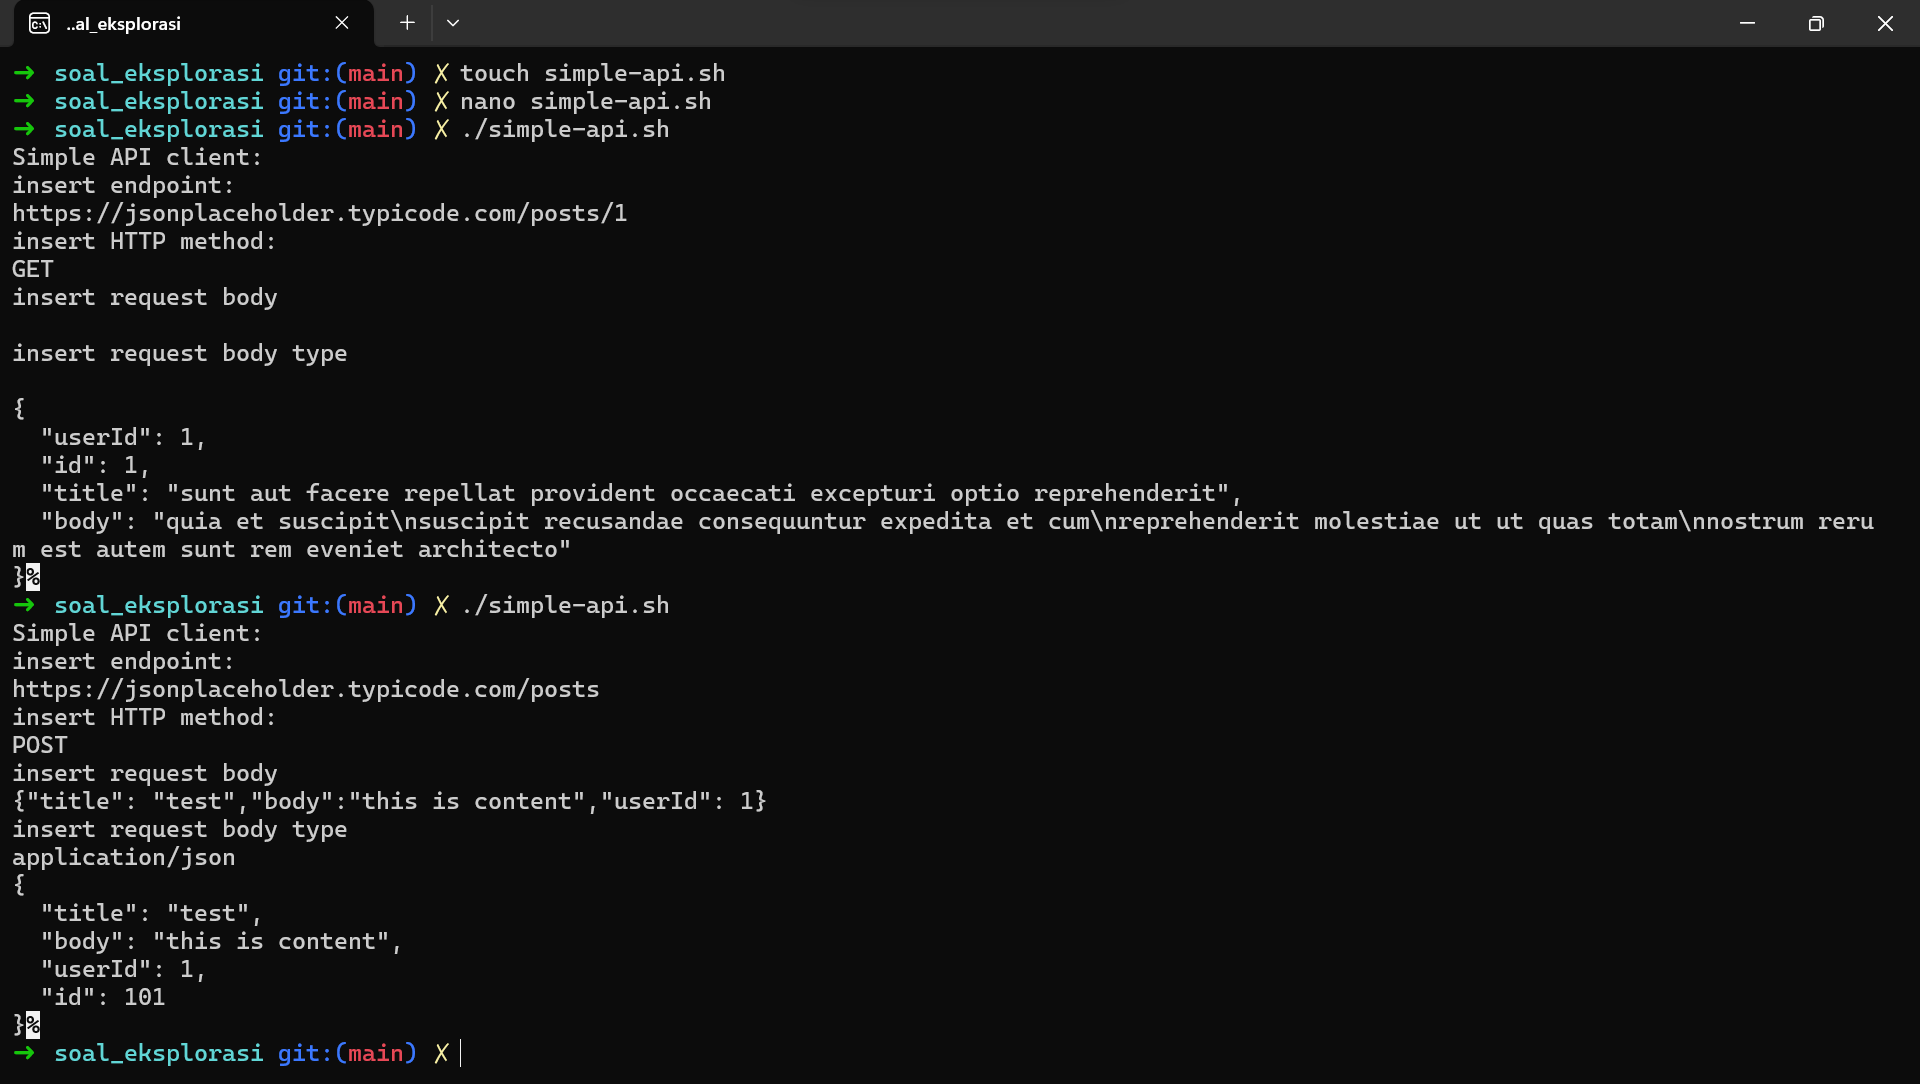 ..al_eksplorasi
➜ soal_eksplorasi git:(main) ✗ touch simple-api.sh
➜ soal_eksplorasi git:(main) ✗ nano simple-api.sh
➜ soal_eksplorasi git:(main) ✗ ./simple-api.sh
Simple API client:
insert endpoint:
https://jsonplaceholder.typicode.com/posts/1
insert HTTP method:
GET
insert request body
insert request body type
{
  "userId": 1,
  "id": 1,
  "title": "sunt aut facere repellat provident occaecati excepturi optio reprehenderit",
  "body": "quia et suscipit\nsuscipit recusandae consequuntur expedita et cum\nreprehenderit molestiae ut ut quas totam\nnostrum reru
m est autem sunt rem eveniet architecto"
}%
➜ soal_eksplorasi git:(main) ✗ ./simple-api.sh
Simple API client:
insert endpoint:
https://jsonplaceholder.typicode.com/posts
insert HTTP method:
POST
insert request body
{"title": "test","body":"this is content","userId": 1}
insert request body type
application/json
{
  "title": "test",
  "body": "this is content",
  "userId": 1,
  "id": 101
}%
➜ soal_eksplorasi git:(main) ✗